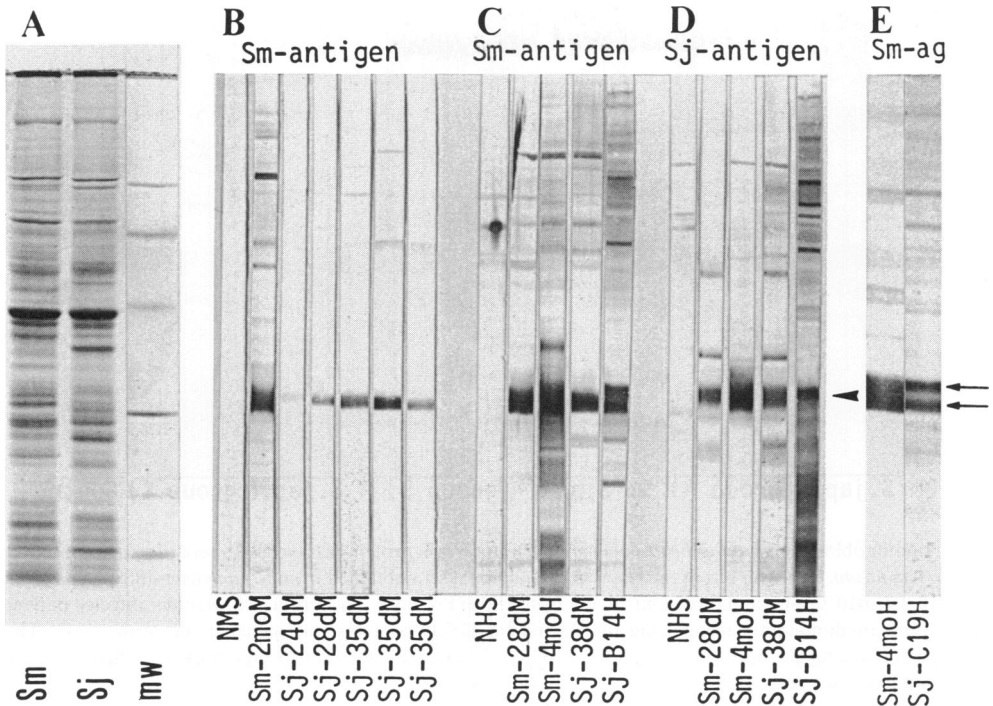 A
B
C
D
E
Sm-antigen
Sm-antigen
Sj-antigen
Sm-ag
Sm
Sj
mw
NMS
Sm-2moM
Sj-24dM
Sj-28dM
Sj-35dM
Sj-35dM
Sj-35dM
NHS
Sm-28dM
Sm-4moH
Sj-38dM
Sj-B14H
NHS
Sm-28dM
Sm-4moH
Sj-38dM
Sj-B14H
Sm-4moH
Sj-C19H